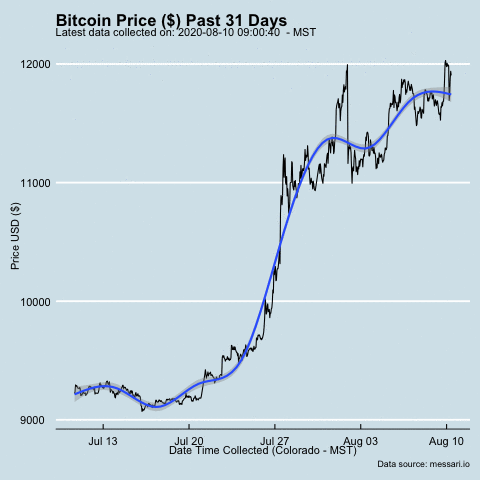 Bitcoin Price ($) Past 31 Days
Latest data collected on: 2020-08-10 09:00:40 - MST
12000
11000
10000
9000
Price USD ($)
Jul 13 Jul 20 Jul 27 Aug 03 Aug 10
Date Time Collected (Colorado - MST)
Data source: messari.io